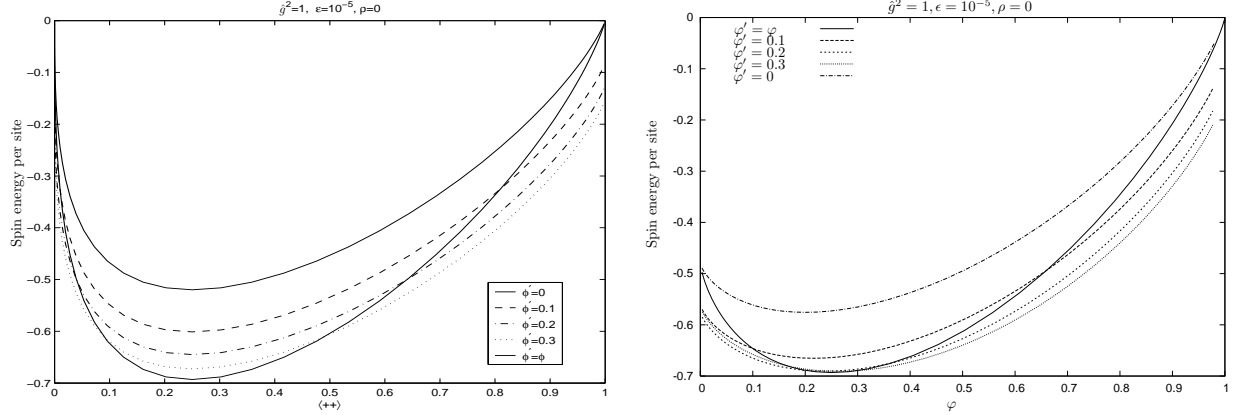 ĝ²=1, ε=10⁻⁵, ρ=0
Spin energy per site
0
−0.1
−0.2
−0.3
−0.4
−0.5
−0.6
−0.7
0 0.1 0.2 0.3 0.4 0.5 0.6 0.7 0.8 0.9 1
⟨++⟩
ϕ′=0
ϕ′=0.1
ϕ′=0.2
ϕ′=0.3
ϕ′=ϕ
ĝ² = 1, ϵ = 10⁻⁵, ρ = 0
Spin energy per site
0
-0.1
-0.2
-0.3
-0.4
-0.5
-0.6
-0.7
0 0.1 0.2 0.3 0.4 0.5 0.6 0.7 0.8 0.9 1
φ
φ′ = φ
φ′ = 0.1
φ′ = 0.2
φ′ = 0.3
φ′ = 0